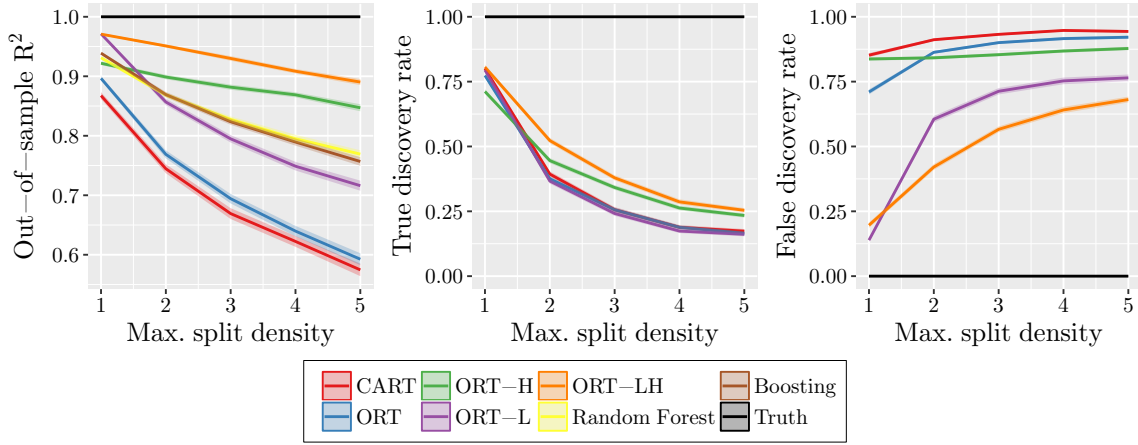 Out−of−sample R²
1.0
0.9
0.8
0.7
0.6
1 2 3 4 5
Max. split density
True discovery rate
1.00
0.75
0.50
0.25
0.00
1 2 3 4 5
Max. split density
False discovery rate
1.00
0.75
0.50
0.25
0.00
1 2 3 4 5
Max. split density
CART ORT−H ORT−LH Boosting
ORT ORT−L Random Forest Truth